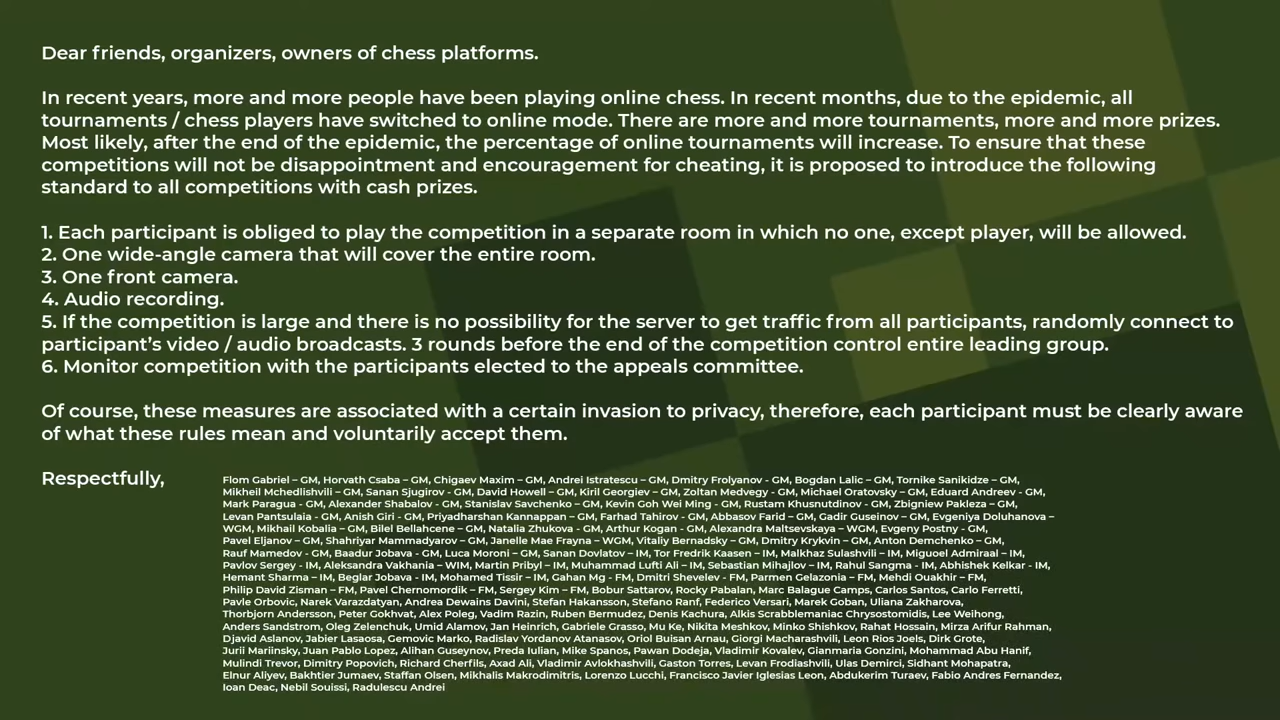 Dear friends, organizers, owners of chess platforms.
In recent years, more and more people have been playing online chess. In recent months, due to the epidemic, all
tournaments / chess players have switched to online mode. There are more and more tournaments, more and more prizes.
Most likely, after the end of the epidemic, the percentage of online tournaments will increase. To ensure that these
competitions will not be disappointment and encouragement for cheating, it is proposed to introduce the following
standard to all competitions with cash prizes.
1. Each participant is obliged to play the competition in a separate room in which no one, except player, will be allowed.
2. One wide-angle camera that will cover the entire room.
3. One front camera.
4. Audio recording.
5. If the competition is large and there is no possibility for the server to get traffic from all participants, randomly connect to
participant's video / audio broadcasts. 3 rounds before the end of the competition control entire leading group.
6. Monitor competition with the participants elected to the appeals committee.
Of course, these measures are associated with a certain invasion to privacy, therefore, each participant must be clearly aware
of what these rules mean and voluntarily accept them.
Respectfully,
Flom Gabriel – GM, Horvath Csaba – GM, Chigaev Maxim – GM, Andrei Istratescu – GM, Dmitry Frolyanov - GM, Bogdan Lalic – GM, Tornike Sanikidze – GM,
Mikheil Mchedlishvili – GM, Sanan Sjugirov - GM, David Howell – GM, Kiril Georgiev – GM, Zoltan Medvegy - GM, Michael Oratovsky – GM, Eduard Andreev - GM,
Mark Paragua - GM, Alexander Shabalov - GM, Stanislav Savchenko – GM, Kevin Goh Wei Ming - GM, Rustam Khusnutdinov - GM, Zbigniew Pakleza – GM,
Levan Pantsulaia - GM, Anish Giri - GM, Priyadharshan Kannappan – GM, Farhad Tahirov - GM, Abbasov Farid – GM, Gadir Guseinov – GM, Evgeniya Doluhanova –
WGM, Mikhail Kobalia – GM, Bilel Bellahcene – GM, Natalia Zhukova - GM, Arthur Kogan - GM, Alexandra Maltsevskaya – WGM, Evgeny Postny - GM,
Pavel Eljanov – GM, Shahriyar Mammadyarov – GM, Janelle Mae Frayna – WGM, Vitaliy Bernadsky – GM, Dmitry Krykvin – GM, Anton Demchenko – GM,
Rauf Mamedov - GM, Baadur Jobava - GM, Luca Moroni – GM, Sanan Dovlatov – IM, Tor Fredrik Kaasen – IM, Malkhaz Sulashvili – IM, Miguoel Admiraal – IM,
Pavlov Sergey - IM, Aleksandra Vakhania – WIM, Martin Pribyl – IM, Muhammad Lufti Ali – IM, Sebastian Mihajlov – IM, Rahul Sangma - IM, Abhishek Kelkar - IM,
Hemant Sharma – IM, Beglar Jobava - IM, Mohamed Tissir – IM, Gahan Mg - FM, Dmitri Shevelev - FM, Parmen Gelazonia – FM, Mehdi Ouakhir – FM,
Philip David Zisman – FM, Pavel Chernomordik – FM, Sergey Kim – FM, Bobur Sattarov, Rocky Pabalan, Marc Balague Camps, Carlos Santos, Carlo Ferretti,
Pavle Orbovic, Narek Varazdatyan, Andrea Dewains Davini, Stefan Hakansson, Stefano Ranf, Federico Versari, Marek Goban, Uliana Zakharova,
Thorbjorn Andersson, Peter Gokhvat, Alex Poleg, Vadim Razin, Ruben Bermudez, Denis Kachura, Alkis Scrabblemaniac Chrysostomidis, Lee Weihong,
Anders Sandstrom, Oleg Zelenchuk, Umid Alamov, Jan Heinrich, Gabriele Grasso, Mu Ke, Nikita Meshkov, Minko Shishkov, Rahat Hossain, Mirza Arifur Rahman,
Djavid Aslanov, Jabier Lasaosa, Gemovic Marko, Radislav Yordanov Atanasov, Oriol Buisan Arnau, Giorgi Macharashvili, Leon Rios Joels, Dirk Grote,
Jurii Mariinsky, Juan Pablo Lopez, Alihan Guseynov, Preda Iulian, Mike Spanos, Pawan Dodeja, Vladimir Kovalev, Gianmaria Gonzini, Mohammad Abu Hanif,
Mulindi Trevor, Dimitry Popovich, Richard Cherfils, Axad Ali, Vladimir Avlokhashvili, Gaston Torres, Levan Frodiashvili, Ulas Demirci, Sidhant Mohapatra,
Elnur Aliyev, Bakhtier Jumaev, Staffan Olsen, Mikhalis Makrodimitris, Lorenzo Lucchi, Francisco Javier Iglesias Leon, Abdukerim Turaev, Fabio Andres Fernandez,
Ioan Deac, Nebil Souissi, Radulescu Andrei